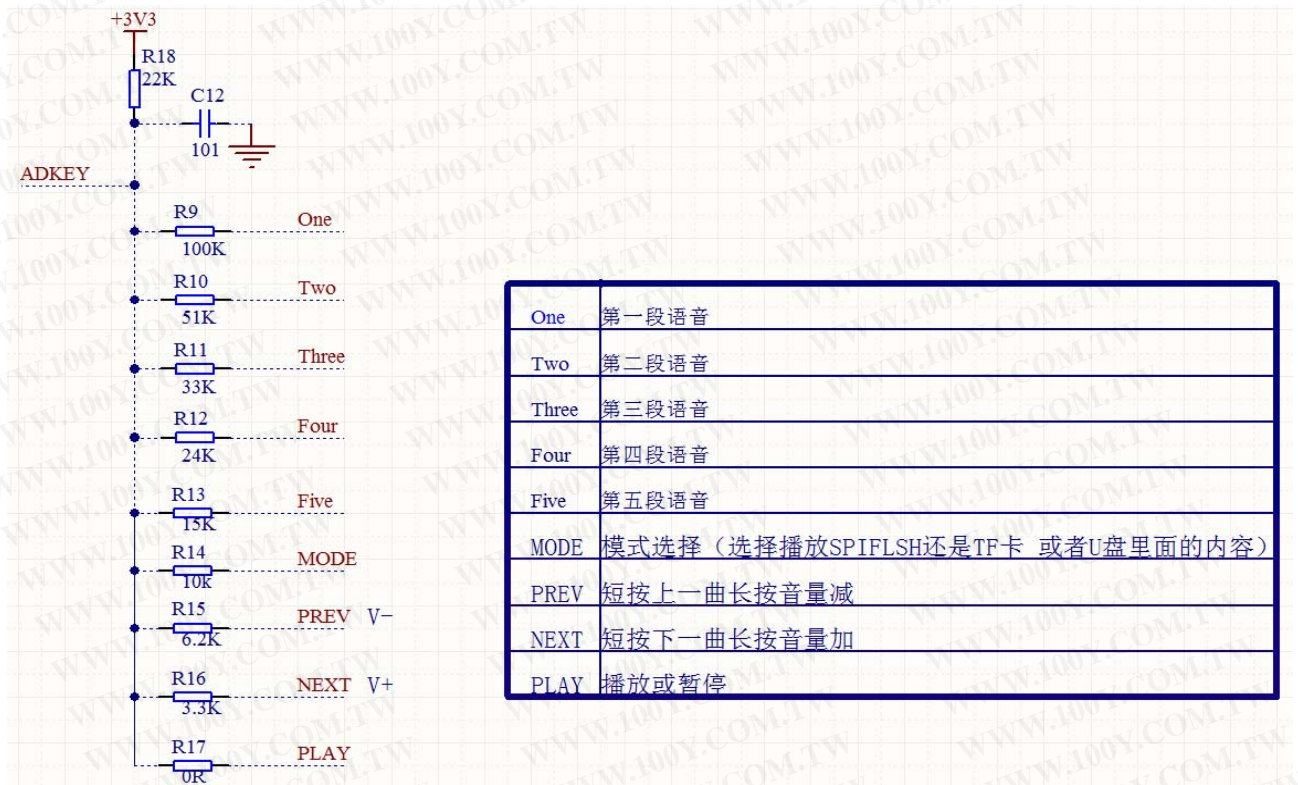 +3V3
R18
22K
C12
101
ADKEY
R9
One
100K
R10
Two
51K
R11
Three
33K
R12
Four
24K
R13
Five
15K
R14
MODE
10k
R15
PREV V-
6.2K
R16
NEXT V+
3.3K
R17
PLAY
0R
One 第一段语音
Two 第二段语音
Three 第三段语音
Four 第四段语音
Five 第五段语音
MODE 模式选择（选择播放SPIFLSH还是TF卡 或者U盘里面的内容）
PREV 短按上一曲长按音量减
NEXT 短按下一曲长按音量加
PLAY 播放或暂停
WWW.100Y.COM.TW